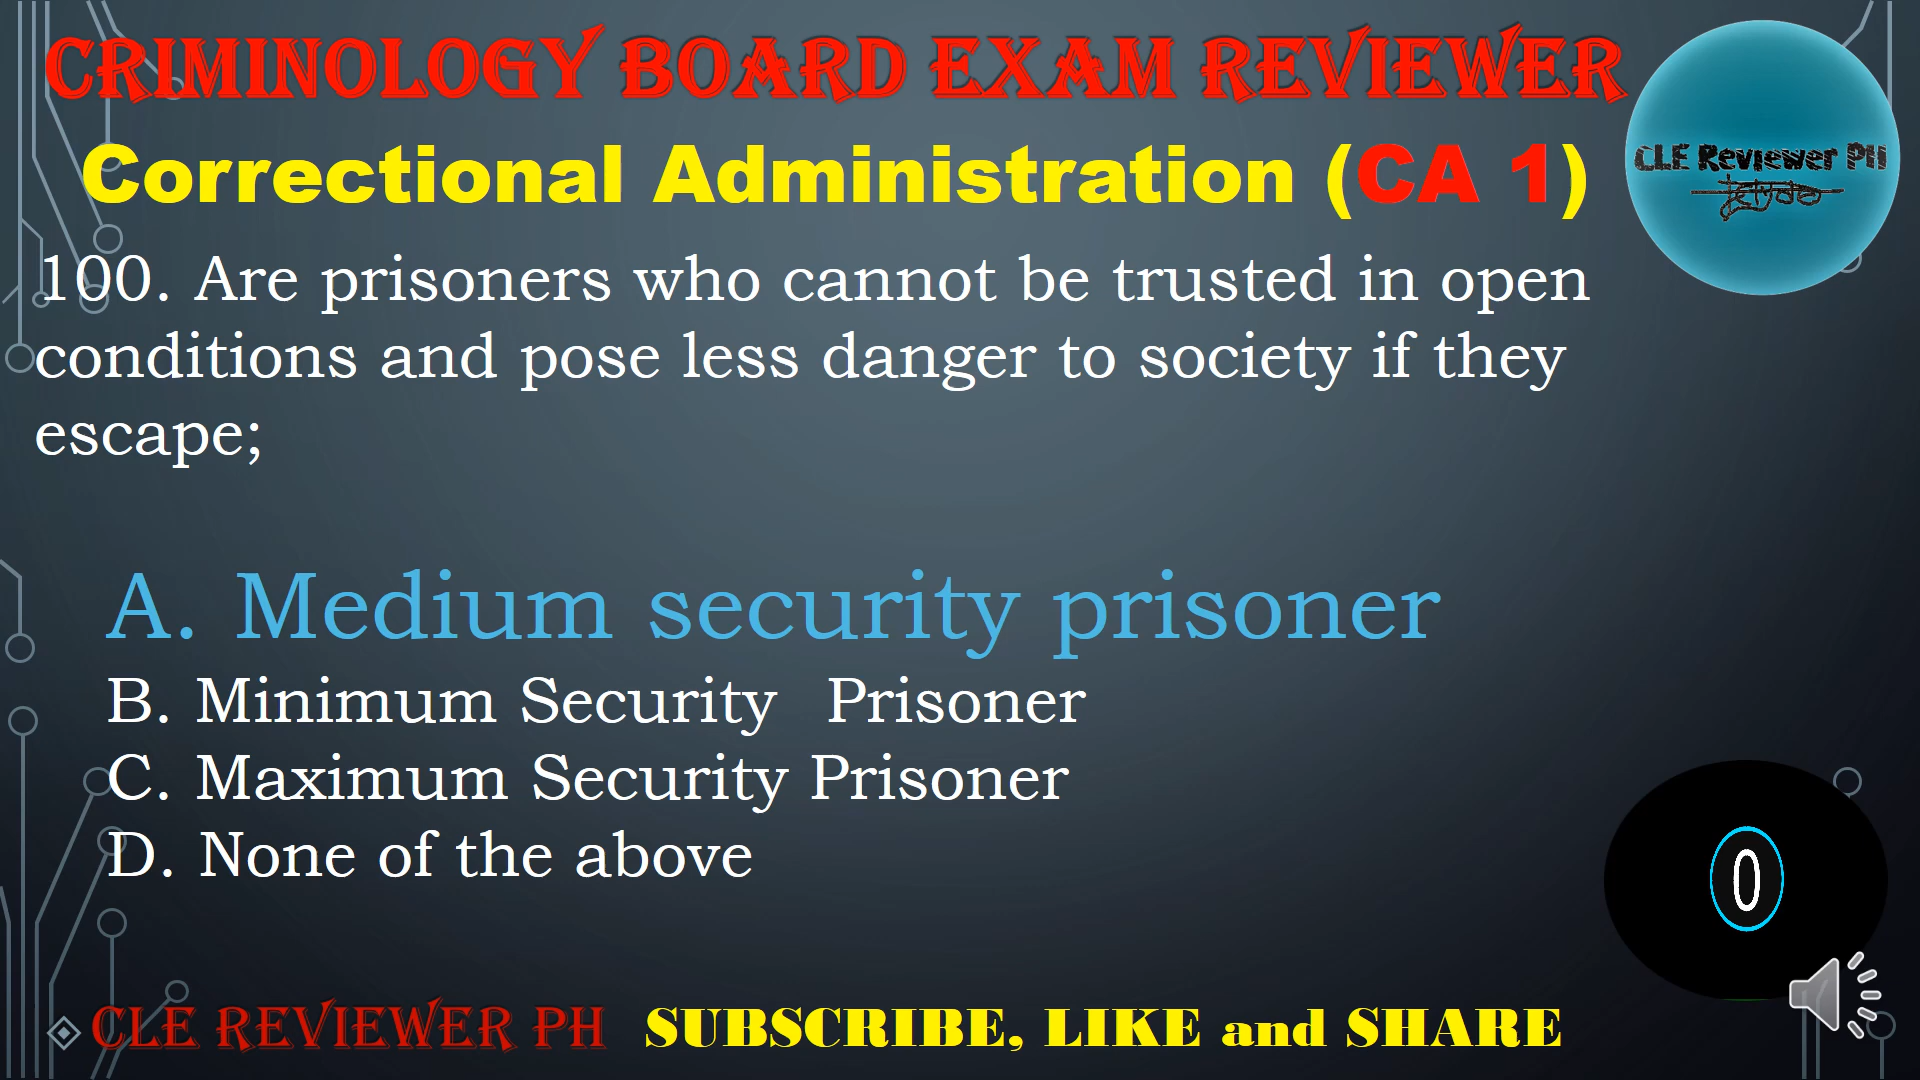 CRIMINOLOGY BOARD EXAM REVIEWER
Correctional Administration (CA 1)
CLE Reviewer PH
100. Are prisoners who cannot be trusted in open
conditions and pose less danger to society if they
escape;
A. Medium security prisoner
B. Minimum Security Prisoner
C. Maximum Security Prisoner
D. None of the above
0
CLE REVIEWER PH SUBSCRIBE, LIKE and SHARE